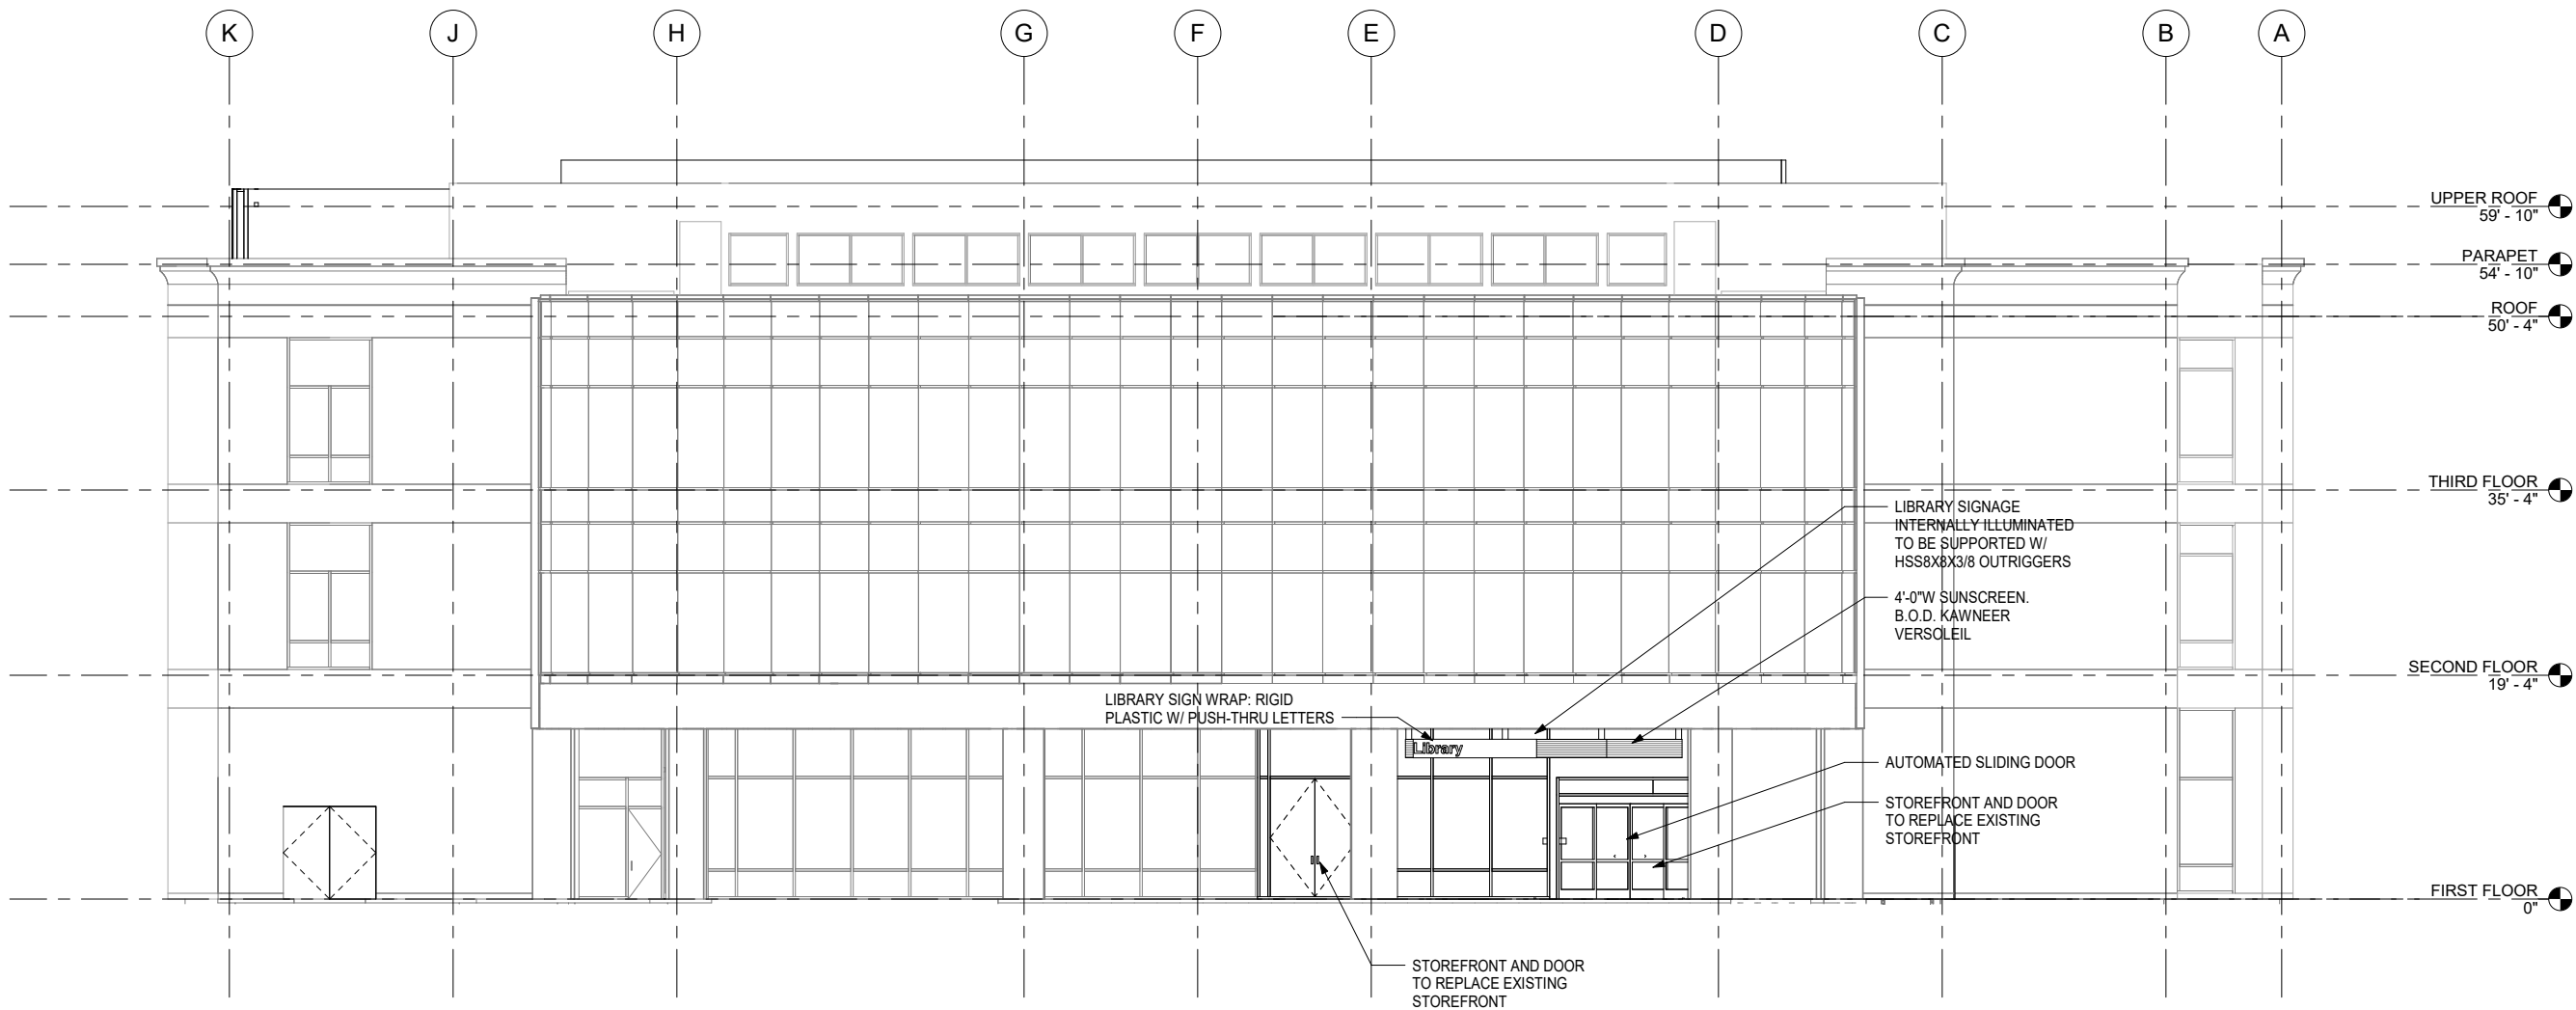 K J H G F E D C B A
UPPER ROOF
59' - 10"
PARAPET
54' - 10"
ROOF
50' - 4"
THIRD FLOOR
35' - 4"
LIBRARY SIGNAGE
INTERNALLY ILLUMINATED
TO BE SUPPORTED W/
HSS8X8X3/8 OUTRIGGERS
4'-0"W SUNSCREEN.
B.O.D. KAWNEER
VERSOLEIL
SECOND FLOOR
19' - 4"
LIBRARY SIGN WRAP: RIGID
PLASTIC W/ PUSH-THRU LETTERS
Library
AUTOMATED SLIDING DOOR
STOREFRONT AND DOOR
TO REPLACE EXISTING
STOREFRONT
FIRST FLOOR
0"
STOREFRONT AND DOOR
TO REPLACE EXISTING
STOREFRONT